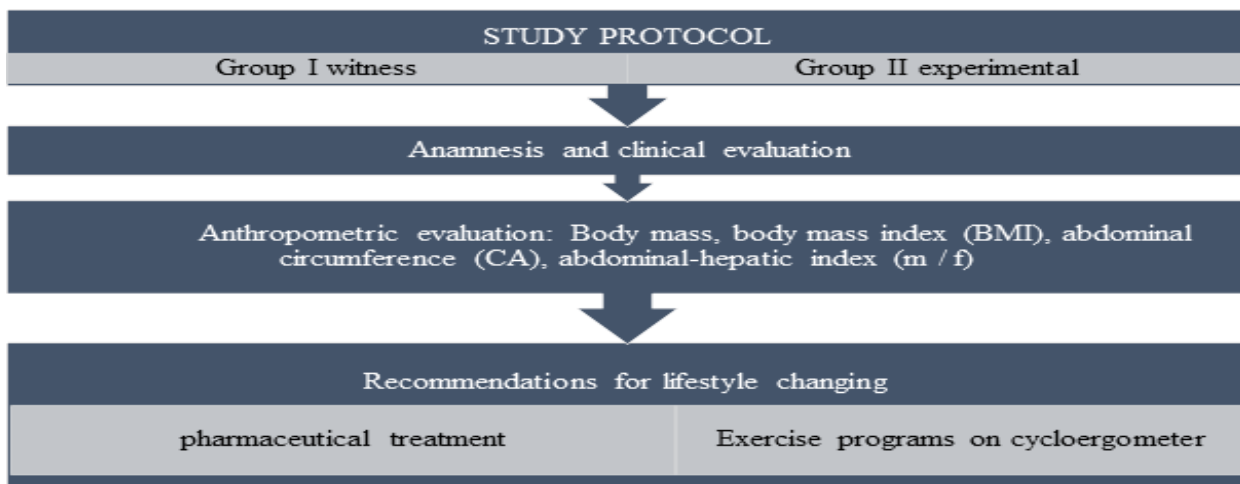 STUDY PROTOCOL
Group I witness
Group II experimental
Anamnesis and clinical evaluation
Anthropometric evaluation: Body mass, body mass index (BMI), abdominal
circumference (CA), abdominal-hepatic index (m / f)
Recommendations for lifestyle changing
pharmaceutical treatment
Exercise programs on cycloergometer